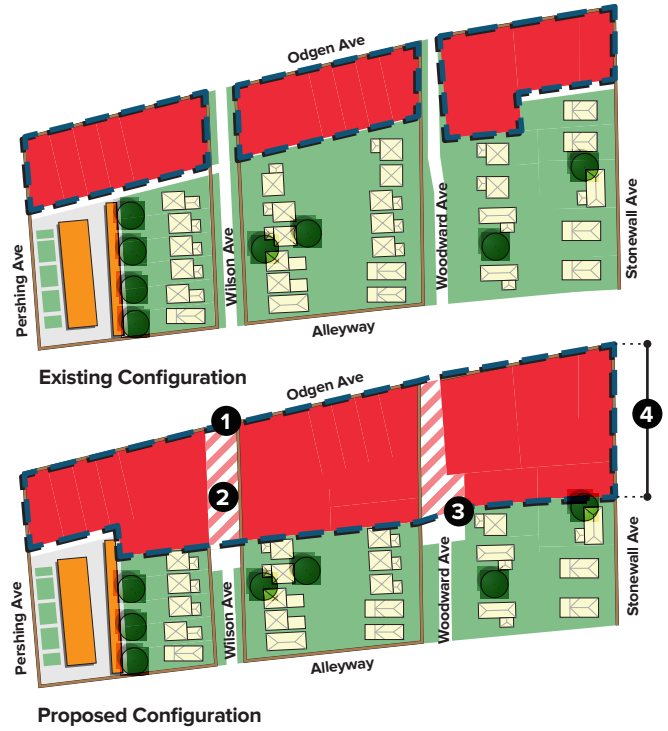 Odgen Ave
Pershing Ave
Wilson Ave
Woodward Ave
Stonewall Ave
Alleyway
Existing Configuration
Odgen Ave
1
2
3
4
Pershing Ave
Wilson Ave
Woodward Ave
Stonewall Ave
Alleyway
Proposed Configuration